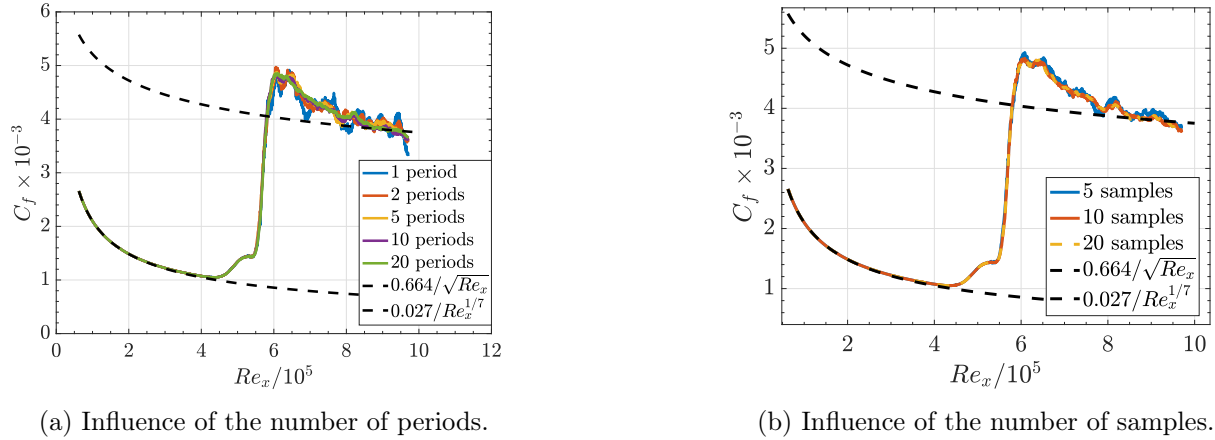 6
5
4
3
2
1
0
0 2 4 6 8 10 12
C_f × 10^{-3}
Re_x/10^5
1 period
2 periods
5 periods
10 periods
20 periods
0.664/√Re_x
0.027/Re_x^{1/7}
(a) Influence of the number of periods.
5
4
3
2
1
2 4 6 8 10
C_f × 10^{-3}
Re_x/10^5
5 samples
10 samples
20 samples
0.664/√Re_x
0.027/Re_x^{1/7}
(b) Influence of the number of samples.